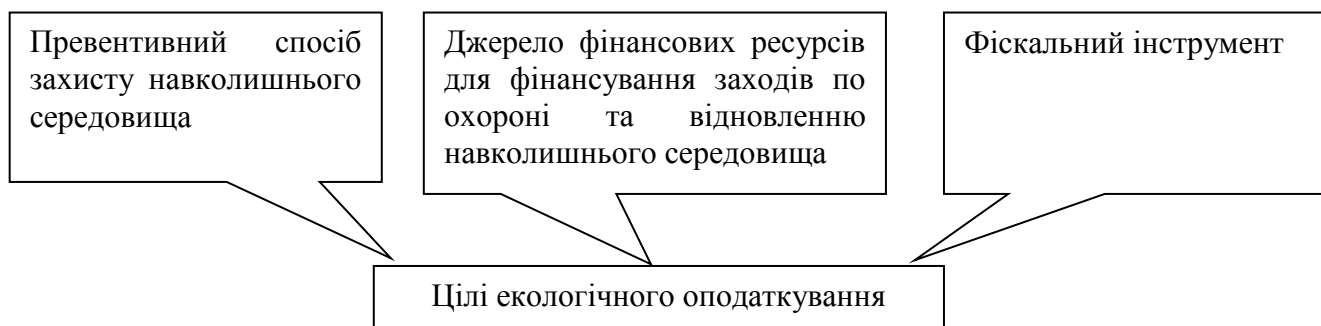 Превентивний спосіб
захисту навколишнього
середовища
Джерело фінансових ресурсів
для фінансування заходів по
охороні та відновленню
навколишнього середовища
Фіскальний інструмент
Цілі екологічного оподаткування